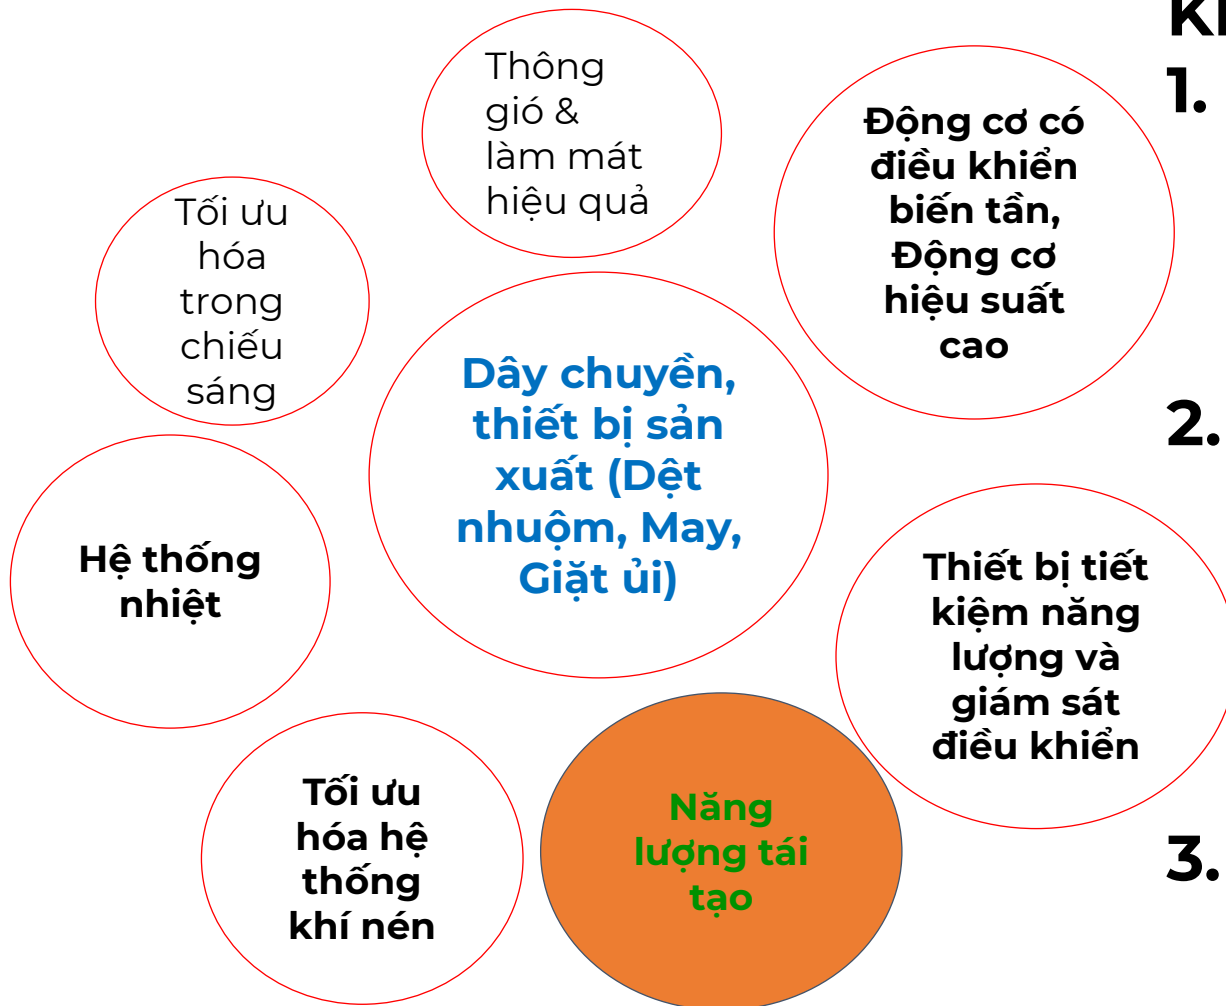 Thông
gió &
làm mát
hiệu quả
Động cơ có
điều khiển
biến tần,
Động cơ
hiệu suất
cao
Tối ưu
hóa
trong
chiếu
sáng
Dây chuyền,
thiết bị sản
xuất (Dệt
nhuộm, May,
Giặt ủi)
Hệ thống
nhiệt
Thiết bị tiết
kiệm năng
lượng và
giám sát
điều khiển
Tối ưu
hóa hệ
thống
khí nén
Năng
lượng tái
tạo
1.
2.
3.